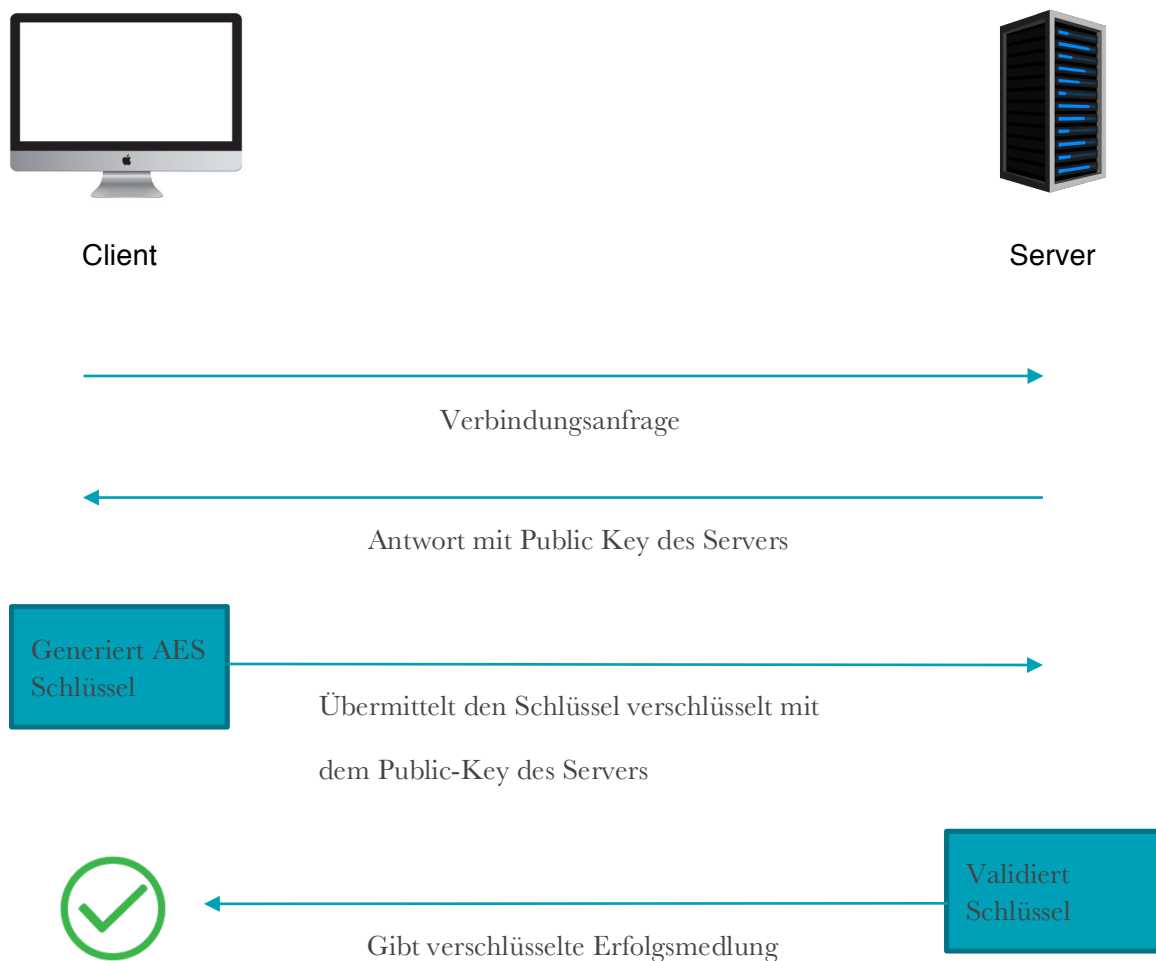 Client
Server
Verbindungsanfrage
Antwort mit Public Key des Servers
Generiert AES
Schlüssel
Übermittelt den Schlüssel verschlüsselt mit
dem Public-Key des Servers
Validiert
Schlüssel
Gibt verschlüsselte Erfolgsmedlung